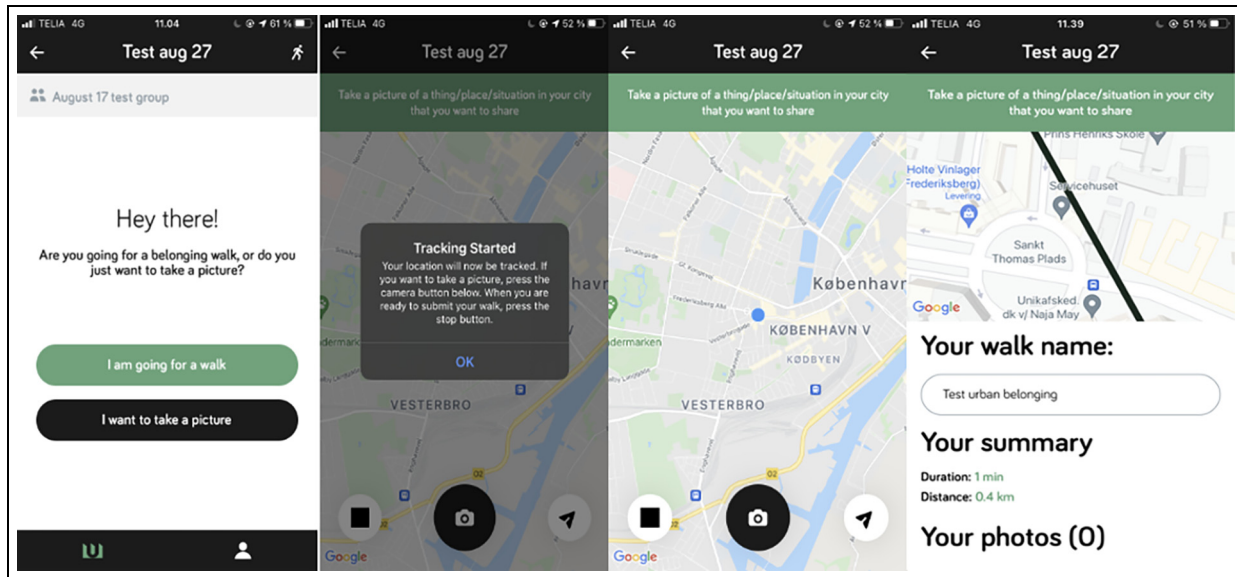 TELIA 4G 11.04 61 %
Test aug 27
August 17 test group
Hey there!
Are you going for a belonging walk, or do you
just want to take a picture?
I am going for a walk
I want to take a picture
TELIA 4G 52 %
Test aug 27
Take a picture of a thing/place/situation in your city
that you want to share
Tracking Started
Your location will now be tracked. If
you want to take a picture, press the
camera button below. When you are
ready to submit your walk, press the
stop button.
OK
havn
dermarken
VESTERBRO
Enghavevej
O2
Google
TELIA 4G 52 %
Test aug 27
Take a picture of a thing/place/situation in your city
that you want to share
Københavr
KØBENHAVN V
KØDBYEN
dermarken
VESTERBRO
O2
Google
TELIA 4G 11.39 51 %
Test aug 27
Take a picture of a thing/place/situation in your city
that you want to share
Prins Henriks Skole
Holte Vinlager
Frederiksberg)
Levering
Servicehuset
Sankt
Thomas Plads
Unikafsked.
dk v/ Naja May
Google
Your walk name:
Test urban belonging
Your summary
Duration: 1 min
Distance: 0.4 km
Your photos (0)